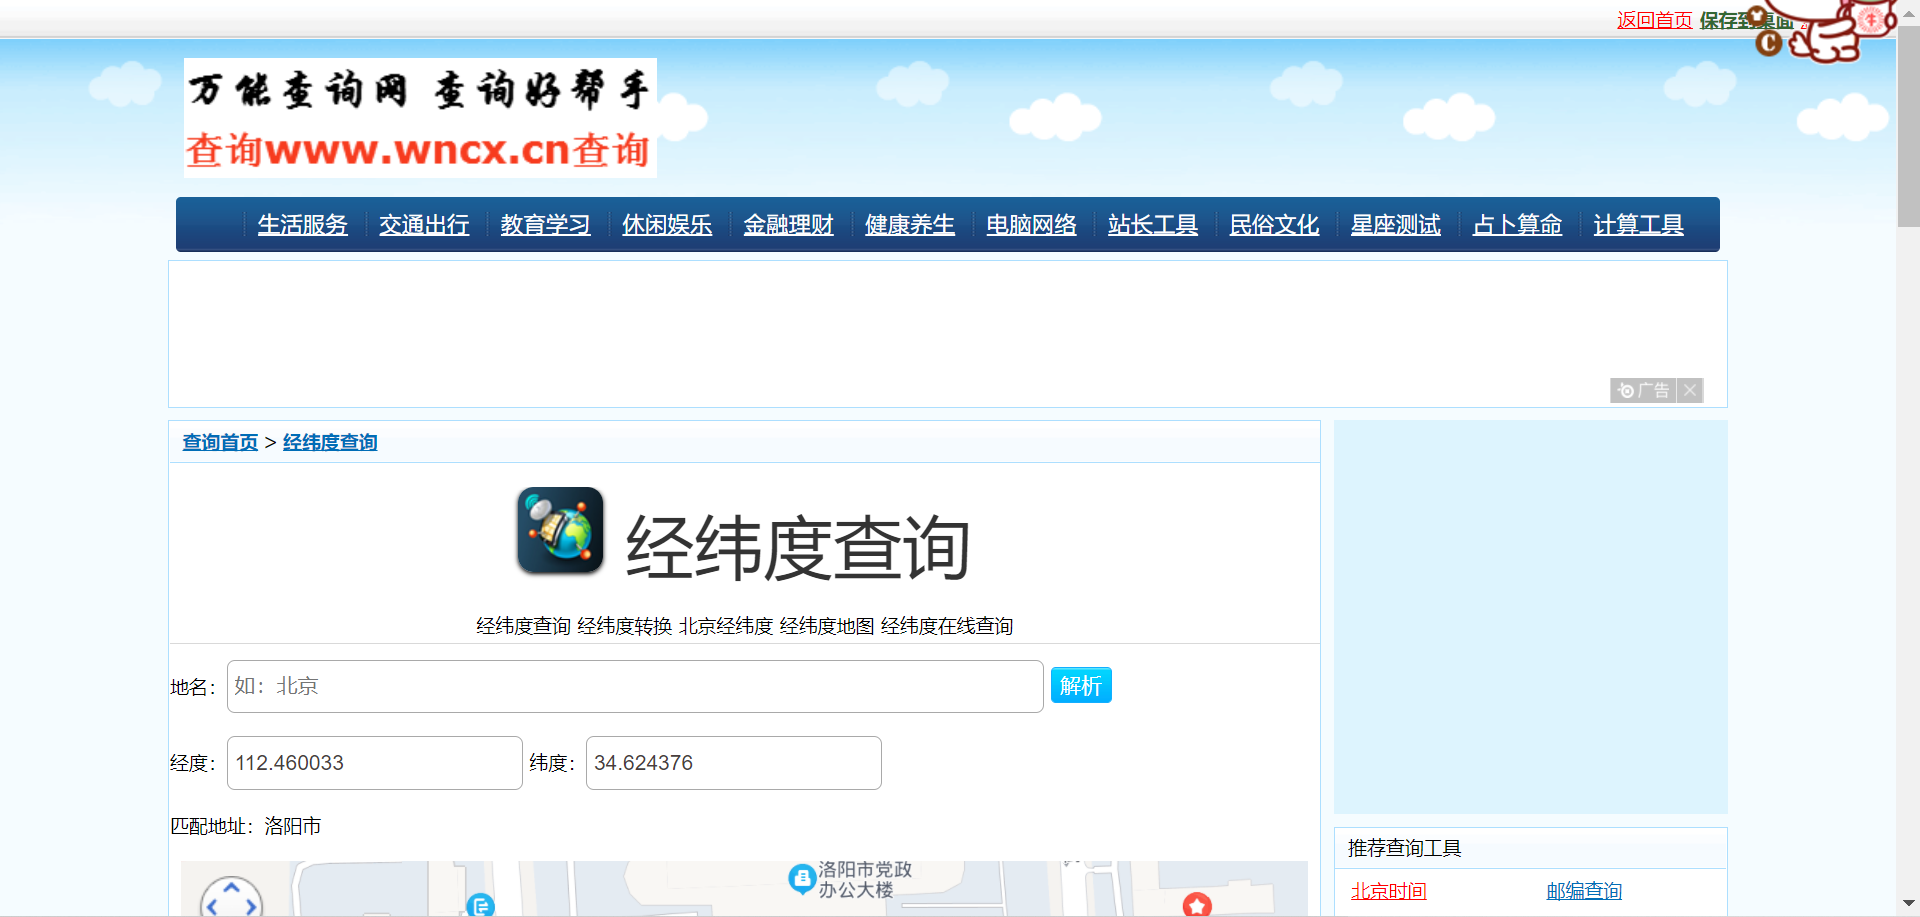 返回首页 保存到桌面
万能查询网 查询好帮手
查询www.wncx.cn查询
生活服务 交通出行 教育学习 休闲娱乐 金融理财 健康养生 电脑网络 站长工具 民俗文化 星座测试 占卜算命 计算工具
广告
查询首页 > 经纬度查询
经纬度查询
经纬度查询 经纬度转换 北京经纬度 经纬度地图 经纬度在线查询
地名： 如：北京 解析
经度： 112.460033 纬度： 34.624376
匹配地址：洛阳市
洛阳市党政
办公大楼
推荐查询工具
北京时间 邮编查询